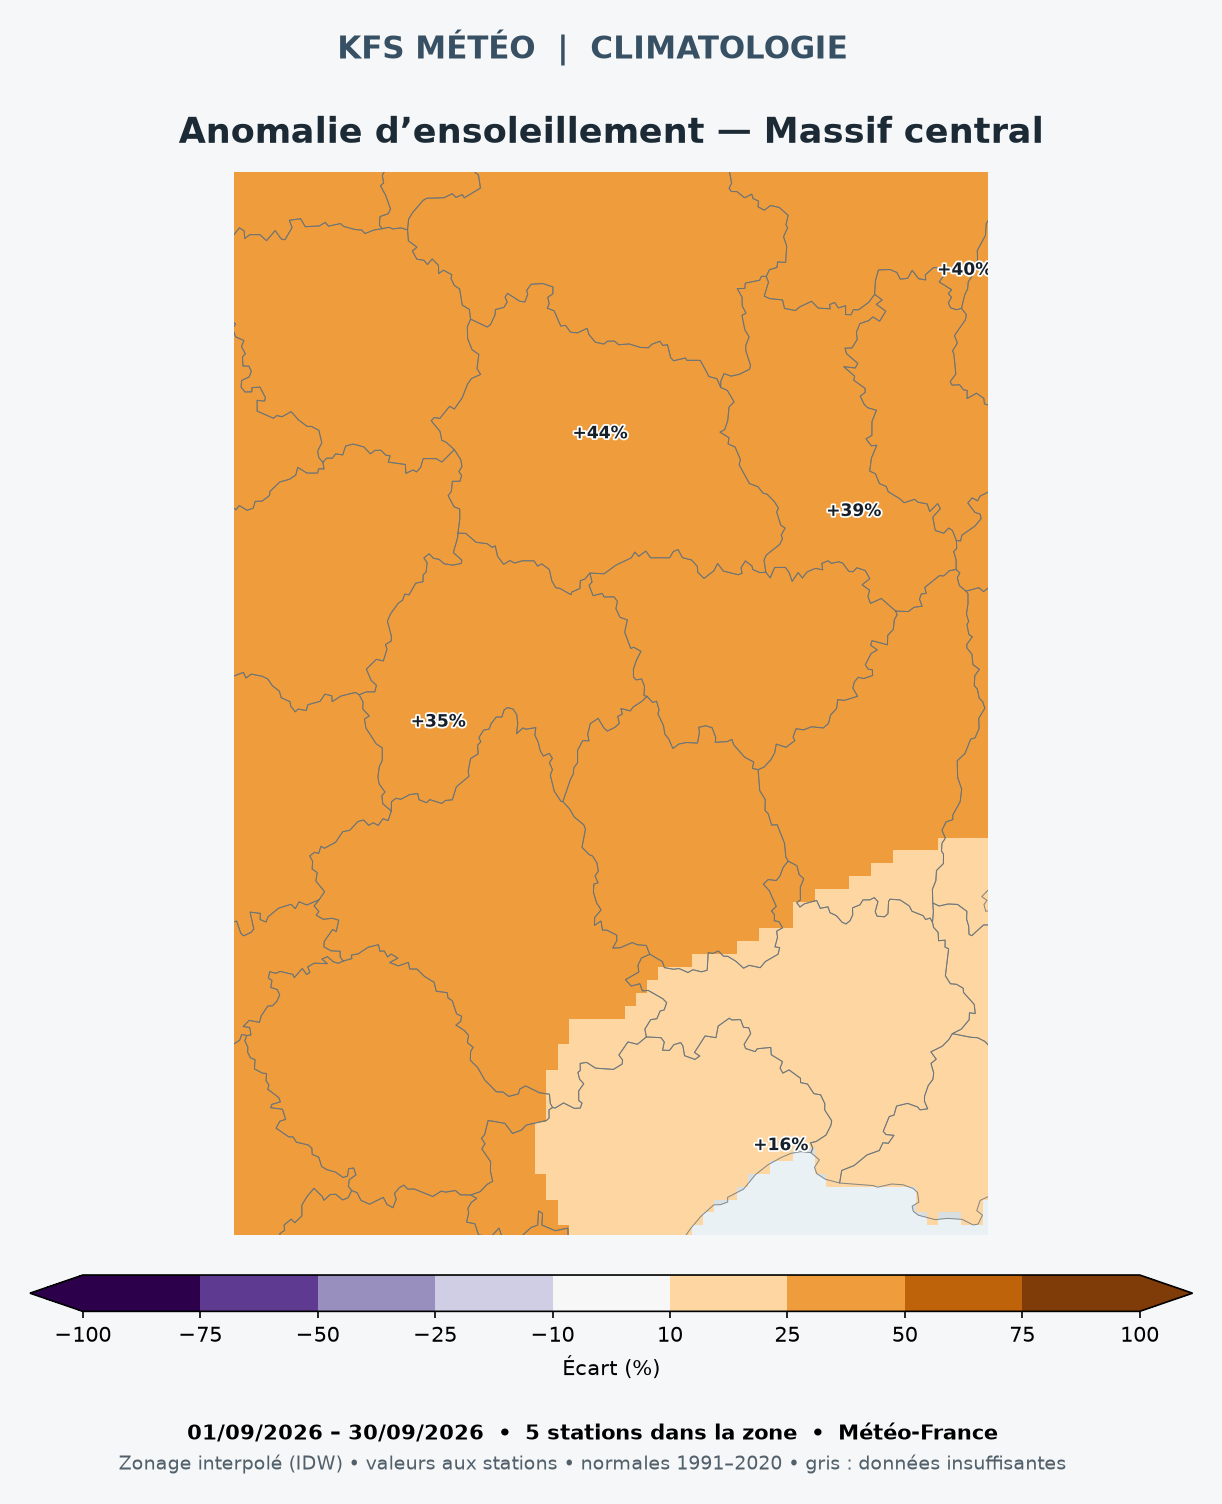 KFS MÉTÉO | CLIMATOLOGIE
Anomalie d’ensoleillement — Massif central
+40%
+44%
+39%
+35%
+16%
−100 −75 −50 −25 −10 10 25 50 75 100
Écart (%)
01/09/2026 – 30/09/2026 • 5 stations dans la zone • Météo-France
Zonage interpolé (IDW) • valeurs aux stations • normales 1991–2020 • gris : données insuffisantes